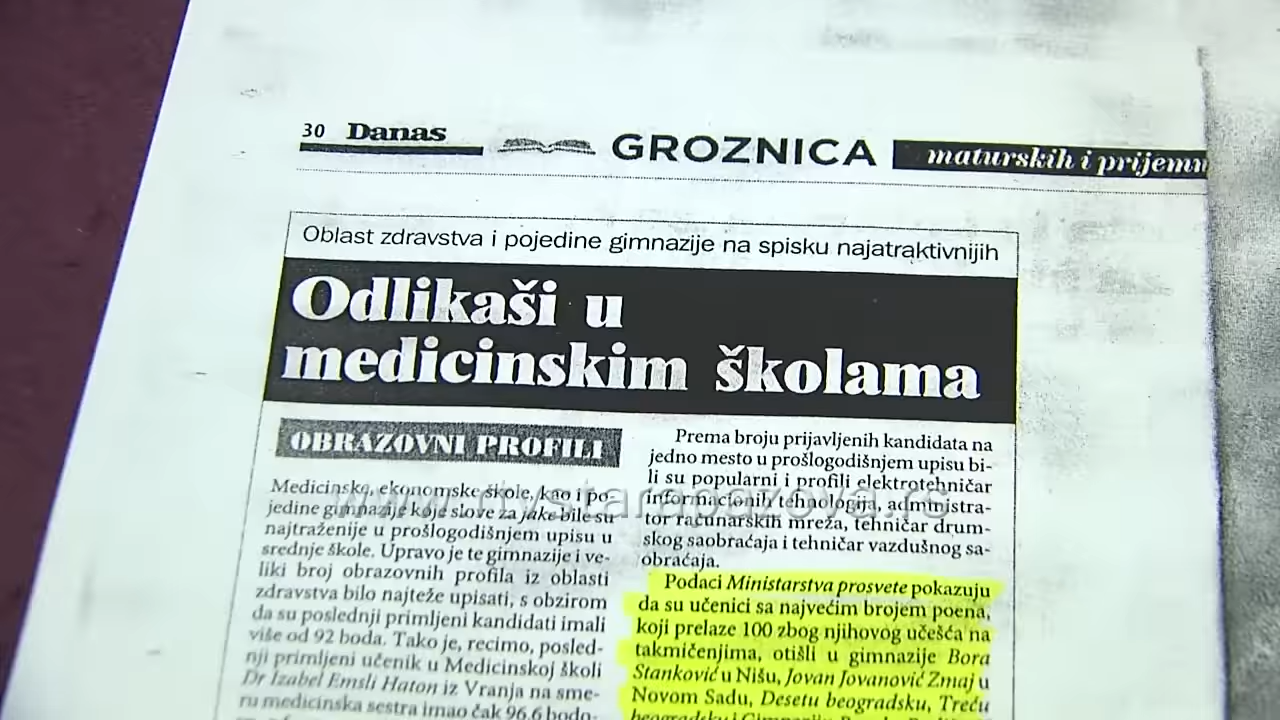 30 Danas GROZNICA maturskih i prijemn
Oblast zdravstva i pojedine gimnazije na spisku najatraktivnijih
Odlikaši u
medicinskim školama
OBRAZOVNI PROFILI
Medicinske, ekonomske škole, kao i po-
jedine gimnazije koje slove za jake bile su
najtraženije u prošlogodišnjem upisu u
srednje škole. Upravo je te gimnazije i ve-
liki broj obrazovnih profila iz oblasti
zdravstva bilo najteže upisati, s obzirom
da su poslednji primljeni kandidati imali
više od 92 boda. Tako je, recimo, posled-
nji primljeni učenik u Medicinskoj školi
Dr Izabel Emsli Haton iz Vranja na sme-
ru medicinska sestra imao čak 96,6 bodo-
Prema broju prijavljenih kandidata na
jedno mesto u prošlogodišnjem upisu bi-
li su popularni i profili elektrotehničar
informacionih tehnologija, administra-
tor računarskih mreža, tehničar drum-
skog saobraćaja i tehničar vazdušnog sa-
obraćaja.
Podaci Ministarstva prosvete pokazuju
da su učenici sa najvećim brojem poena,
koji prelaze 100 zbog njihovog učešća na
takmičenjima, otišli u gimnazije Bora
Stanković u Nišu, Jovan Jovanović Zmaj u
Novom Sadu, Desetu beogradsku, Treću
beogradsku i Gimnaziju
www.rtvstarapazova.rs